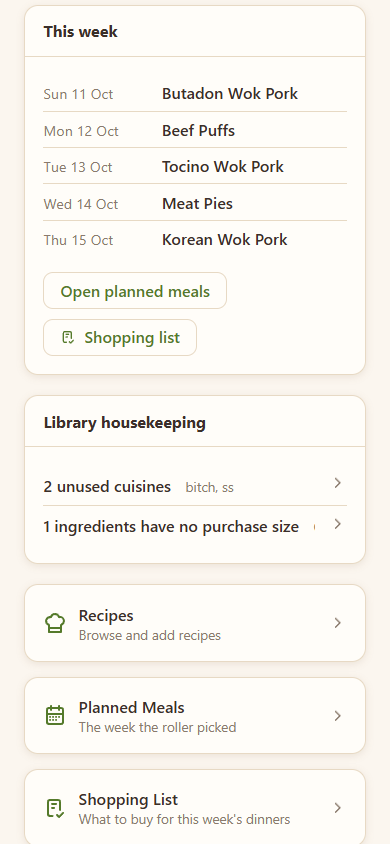 This week
Sun 11 Oct Butadon Wok Pork
Mon 12 Oct Beef Puffs
Tue 13 Oct Tocino Wok Pork
Wed 14 Oct Meat Pies
Thu 15 Oct Korean Wok Pork
Open planned meals
Shopping list
Library housekeeping
2 unused cuisines bitch, ss
1 ingredients have no purchase size
Recipes
Browse and add recipes
Planned Meals
The week the roller picked
Shopping List
What to buy for this week's dinners